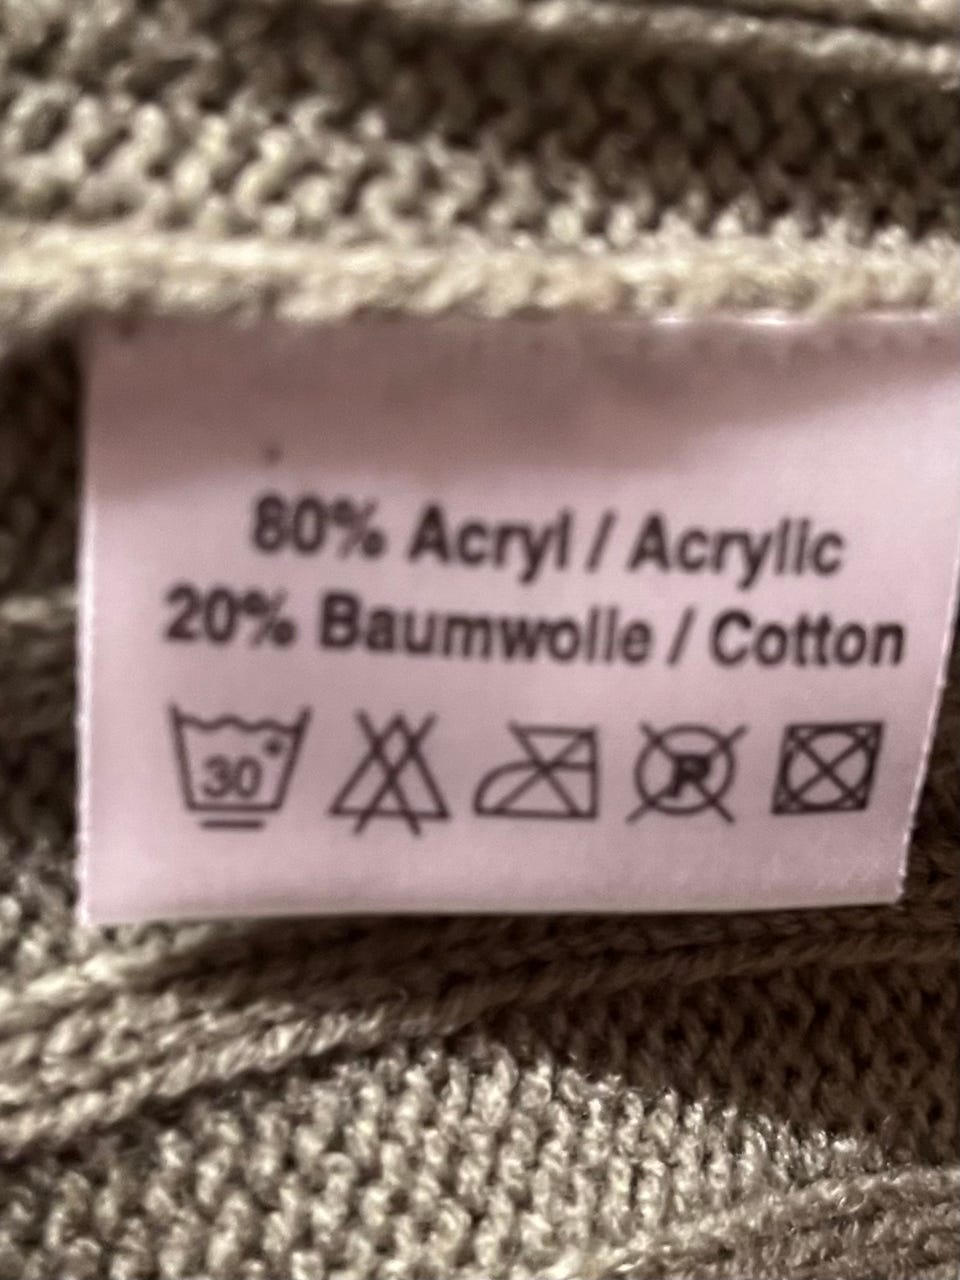 80% Acryl / Acrylic
20% Baumwolle / Cotton
30° P